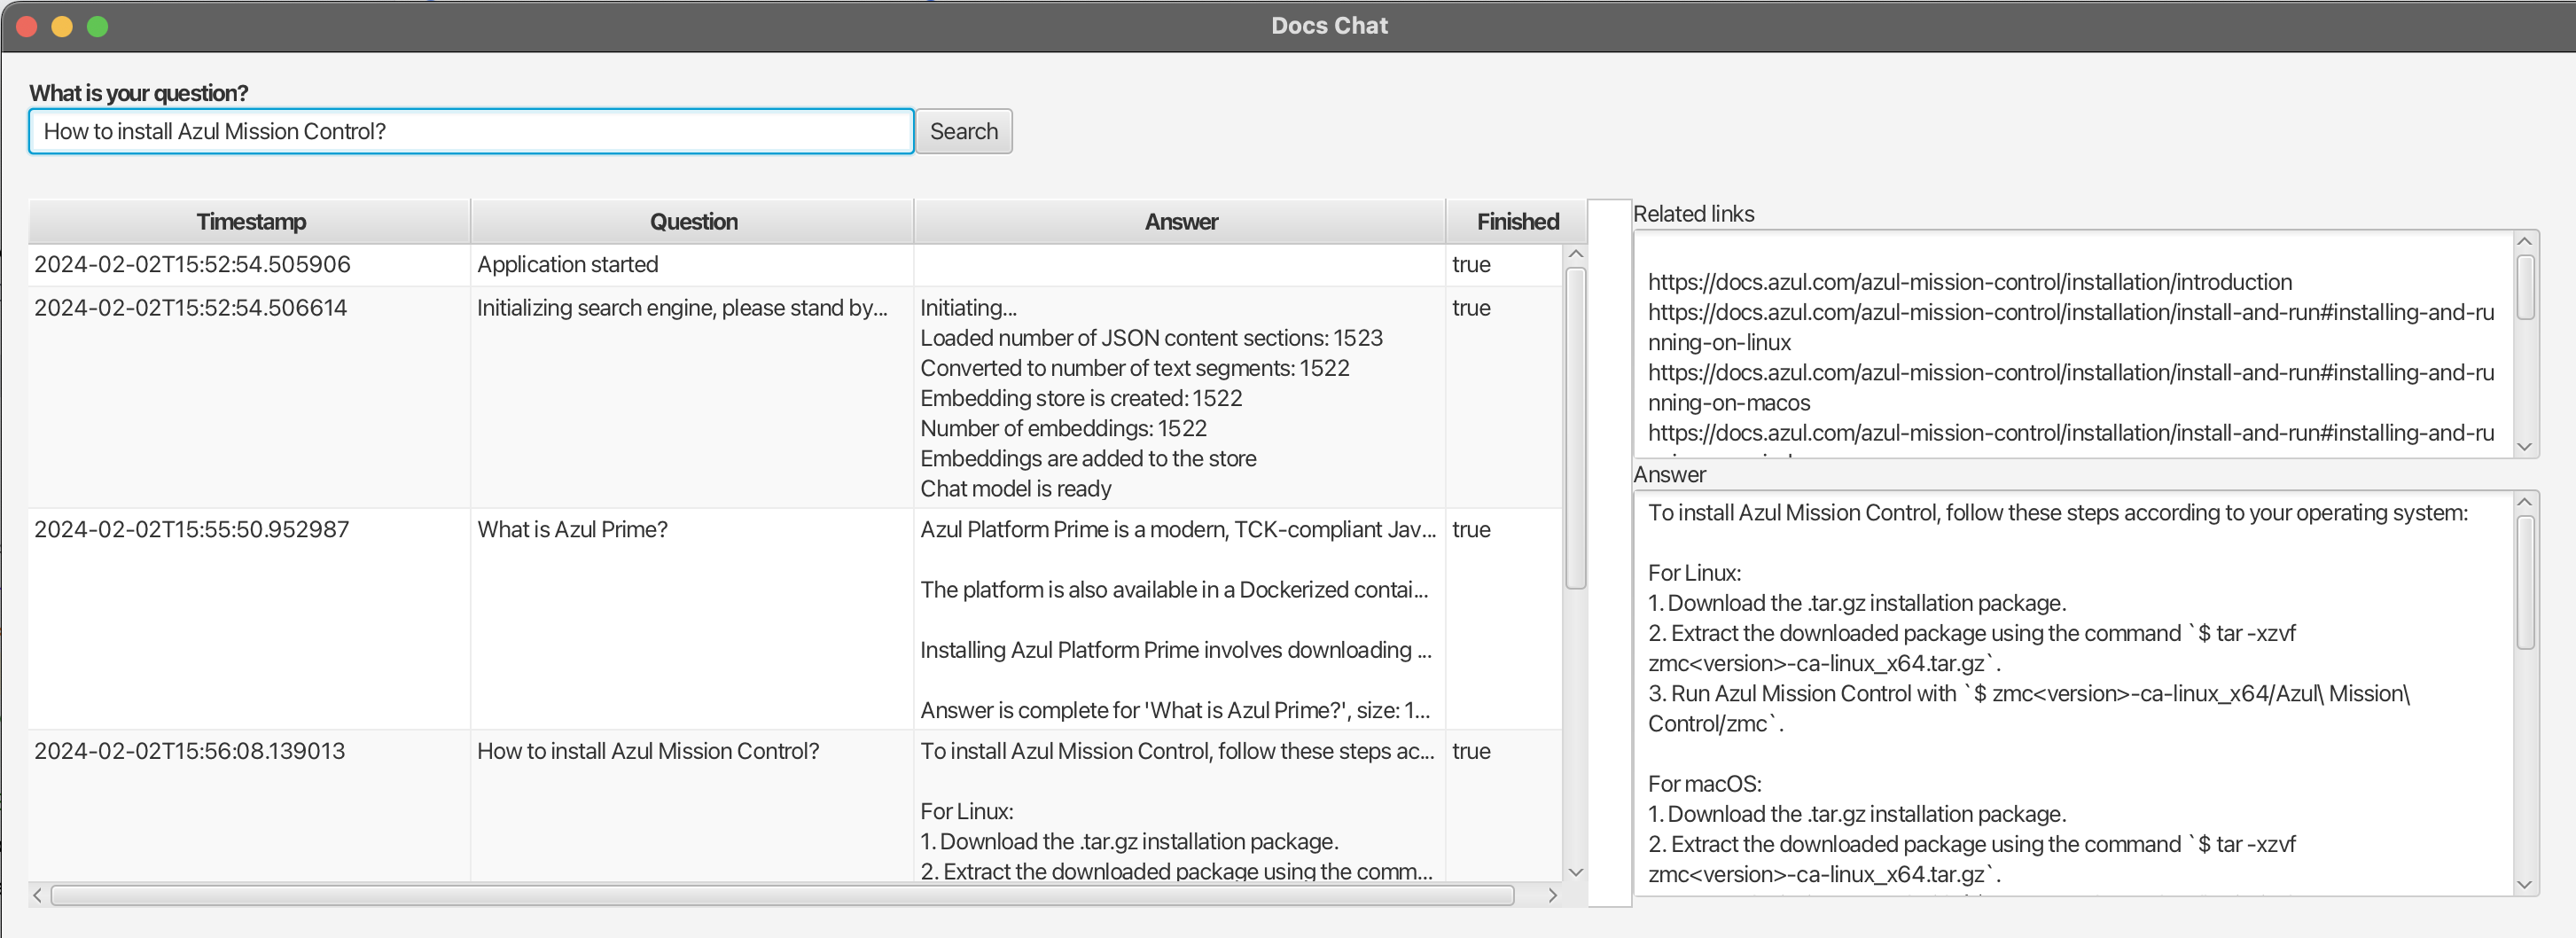 Docs Chat
What is your question?
How to install Azul Mission Control?
Search
Timestamp
Question
Answer
Finished
2024-02-02T15:52:54.505906
Application started
true
2024-02-02T15:52:54.506614
Initializing search engine, please stand by...
Initiating...
Loaded number of JSON content sections: 1523
Converted to number of text segments: 1522
Embedding store is created: 1522
Number of embeddings: 1522
Embeddings are added to the store
Chat model is ready
true
2024-02-02T15:55:50.952987
What is Azul Prime?
Azul Platform Prime is a modern, TCK-compliant Jav...
The platform is also available in a Dockerized contai...
Installing Azul Platform Prime involves downloading ...
Answer is complete for 'What is Azul Prime?', size: 1...
true
2024-02-02T15:56:08.139013
How to install Azul Mission Control?
To install Azul Mission Control, follow these steps ac...
For Linux:
1. Download the .tar.gz installation package.
2. Extract the downloaded package using the comm...
true
Related links
https://docs.azul.com/azul-mission-control/installation/introduction
https://docs.azul.com/azul-mission-control/installation/install-and-run#installing-and-ru
nning-on-linux
https://docs.azul.com/azul-mission-control/installation/install-and-run#installing-and-ru
nning-on-macos
https://docs.azul.com/azul-mission-control/installation/install-and-run#installing-and-ru
Answer
To install Azul Mission Control, follow these steps according to your operating system:
For Linux:
1. Download the .tar.gz installation package.
2. Extract the downloaded package using the command `$ tar -xzvf
zmc<version>-ca-linux_x64.tar.gz`.
3. Run Azul Mission Control with `$ zmc<version>-ca-linux_x64/Azul\ Mission\
Control/zmc`.
For macOS:
1. Download the .tar.gz installation package.
2. Extract the downloaded package using the command `$ tar -xzvf
zmc<version>-ca-linux_x64.tar.gz`.